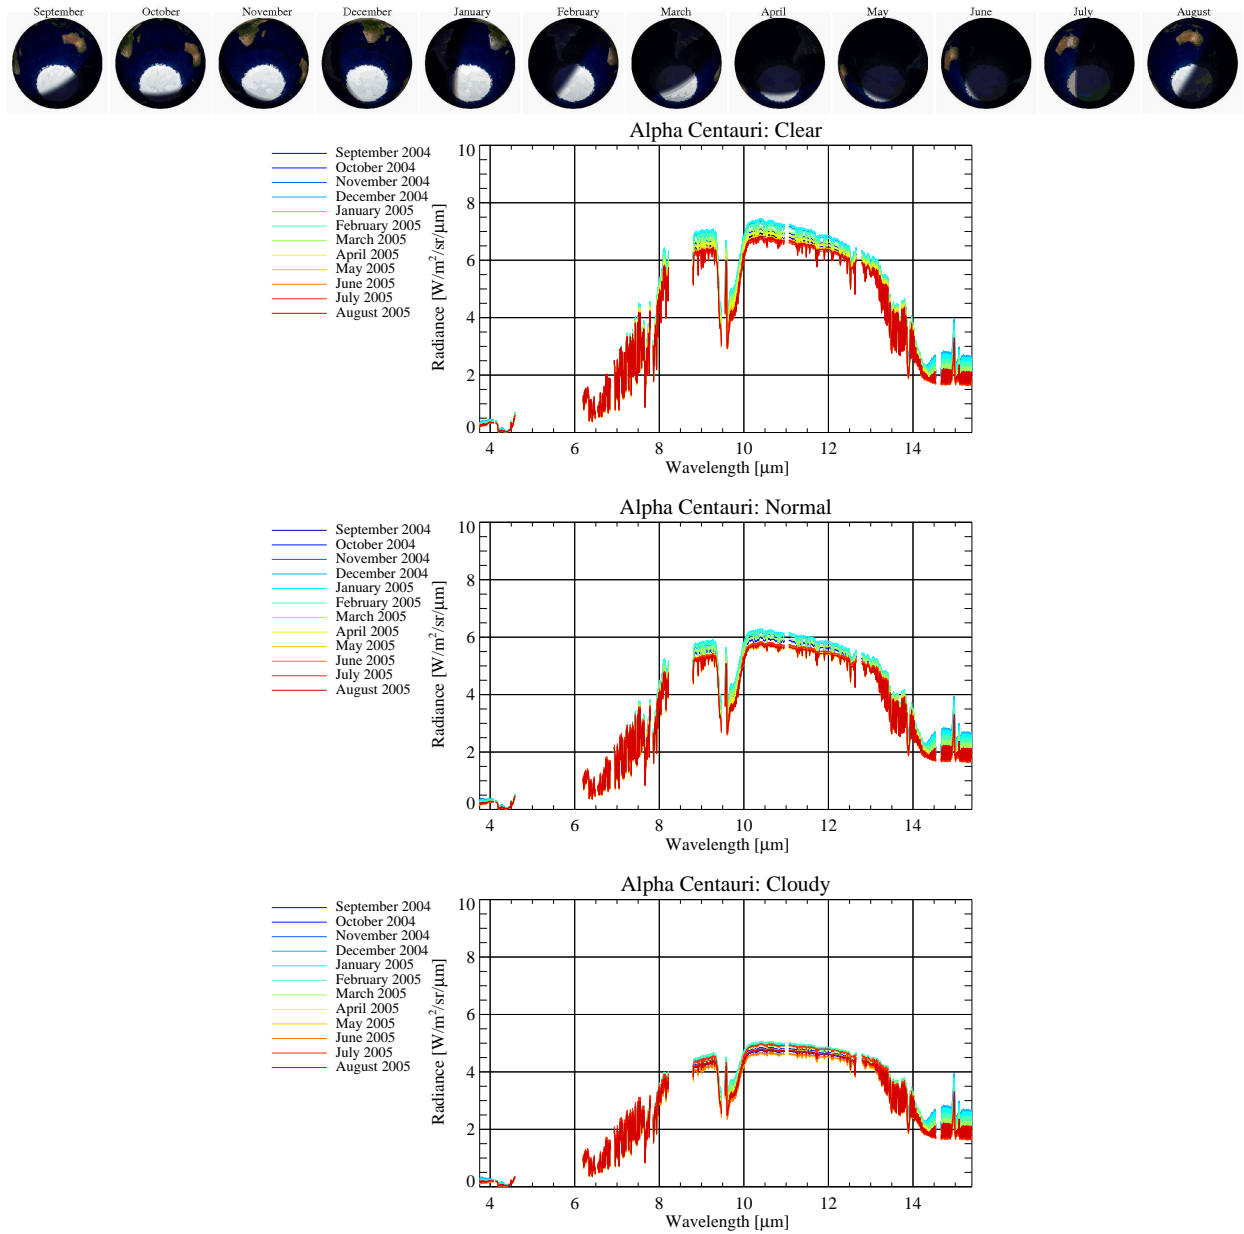 September October November December January February March April May June July August
Alpha Centauri: Clear
September 2004
October 2004
November 2004
December 2004
January 2005
February 2005
March 2005
April 2005
May 2005
June 2005
July 2005
August 2005
Radiance [W/m²/sr/μm]
10
8
6
4
2
0
4 6 8 10 12 14
Wavelength [μm]
Alpha Centauri: Normal
September 2004
October 2004
November 2004
December 2004
January 2005
February 2005
March 2005
April 2005
May 2005
June 2005
July 2005
August 2005
Radiance [W/m²/sr/μm]
10
8
6
4
2
0
4 6 8 10 12 14
Wavelength [μm]
Alpha Centauri: Cloudy
September 2004
October 2004
November 2004
December 2004
January 2005
February 2005
March 2005
April 2005
May 2005
June 2005
July 2005
August 2005
Radiance [W/m²/sr/μm]
10
8
6
4
2
0
4 6 8 10 12 14
Wavelength [μm]